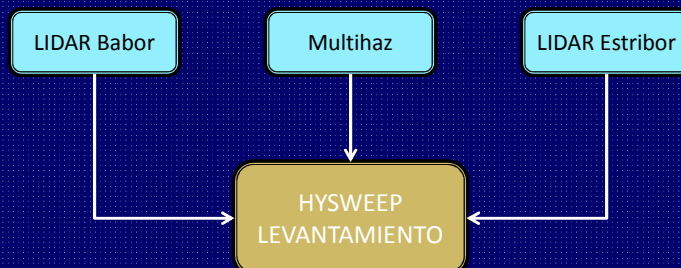 LIDAR Babor
Multihaz
LIDAR Estribor
HYSWEEP
LEVANTAMIENTO